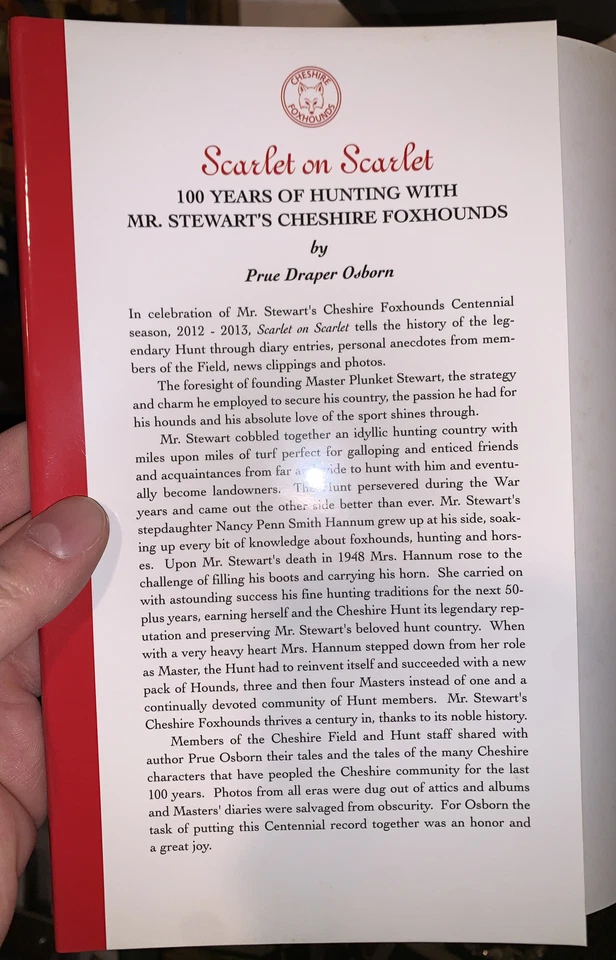 CHESHIRE
FOXHOUNDS
Scarlet on Scarlet
100 YEARS OF HUNTING WITH
MR. STEWART'S CHESHIRE FOXHOUNDS
by
Prue Draper Osborn
In celebration of Mr. Stewart's Cheshire Foxhounds Centennial
season, 2012 - 2013, Scarlet on Scarlet tells the history of the leg-
endary Hunt through diary entries, personal anecdotes from mem-
bers of the Field, news clippings and photos.
The foresight of founding Master Plunket Stewart, the strategy
and charm he employed to secure his country, the passion he had for
his hounds and his absolute love of the sport shines through.
Mr. Stewart cobbled together an idyllic hunting country with
miles upon miles of turf perfect for galloping and enticed friends
and acquaintances from far and wide to hunt with him and eventu-
ally become landowners. The Hunt persevered during the War
years and came out the other side better than ever. Mr. Stewart's
stepdaughter Nancy Penn Smith Hannum grew up at his side, soak-
ing up every bit of knowledge about foxhounds, hunting and hors-
es. Upon Mr. Stewart's death in 1948 Mrs. Hannum rose to the
challenge of filling his boots and carrying his horn. She carried on
with astounding success his fine hunting traditions for the next 50-
plus years, earning herself and the Cheshire Hunt its legendary rep-
utation and preserving Mr. Stewart's beloved hunt country. When
with a very heavy heart Mrs. Hannum stepped down from her role
as Master, the Hunt had to reinvent itself and succeeded with a new
pack of Hounds, three and then four Masters instead of one and a
continually devoted community of Hunt members. Mr. Stewart's
Cheshire Foxhounds thrives a century in, thanks to its noble history.
Members of the Cheshire Field and Hunt staff shared with
author Prue Osborn their tales and the tales of the many Cheshire
characters that have peopled the Cheshire community for the last
100 years. Photos from all eras were dug out of attics and albums
and Masters' diaries were salvaged from obscurity. For Osborn the
task of putting this Centennial record together was an honor and
a great joy.